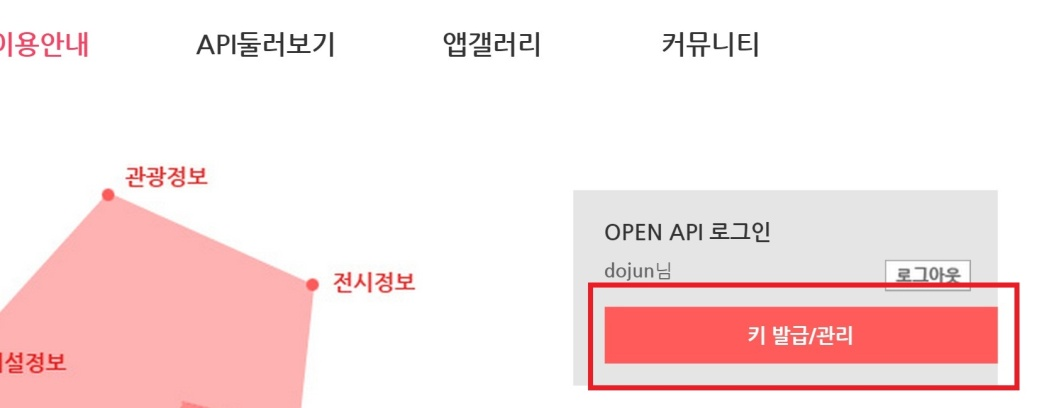 이용안내 API둘러보기 앱갤러리 커뮤니티
관광정보
OPEN API 로그인
dojun님 로그아웃
전시정보
키 발급/관리
설정보